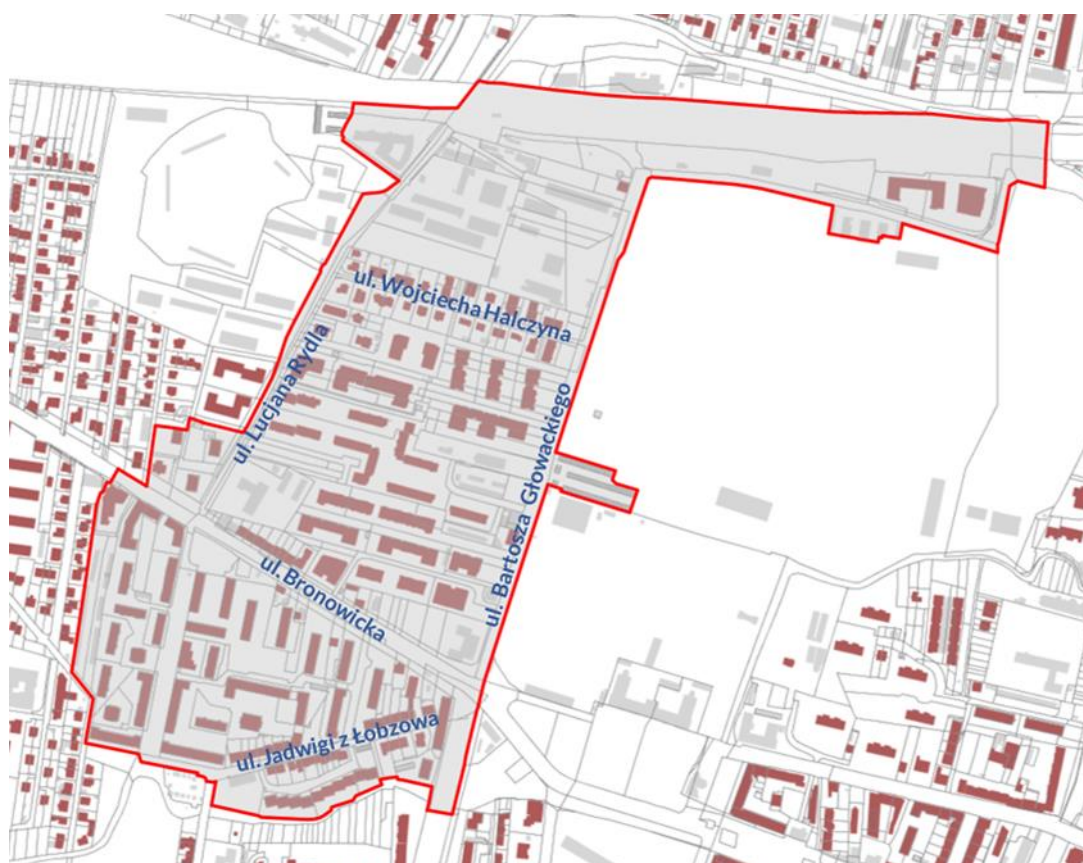 ul. Wojciecha Halczyna
ul. Lucjana Rydla
ul. Bartosza Głowackiego
ul. Bronowicka
ul. Jadwigi z Łobzowa